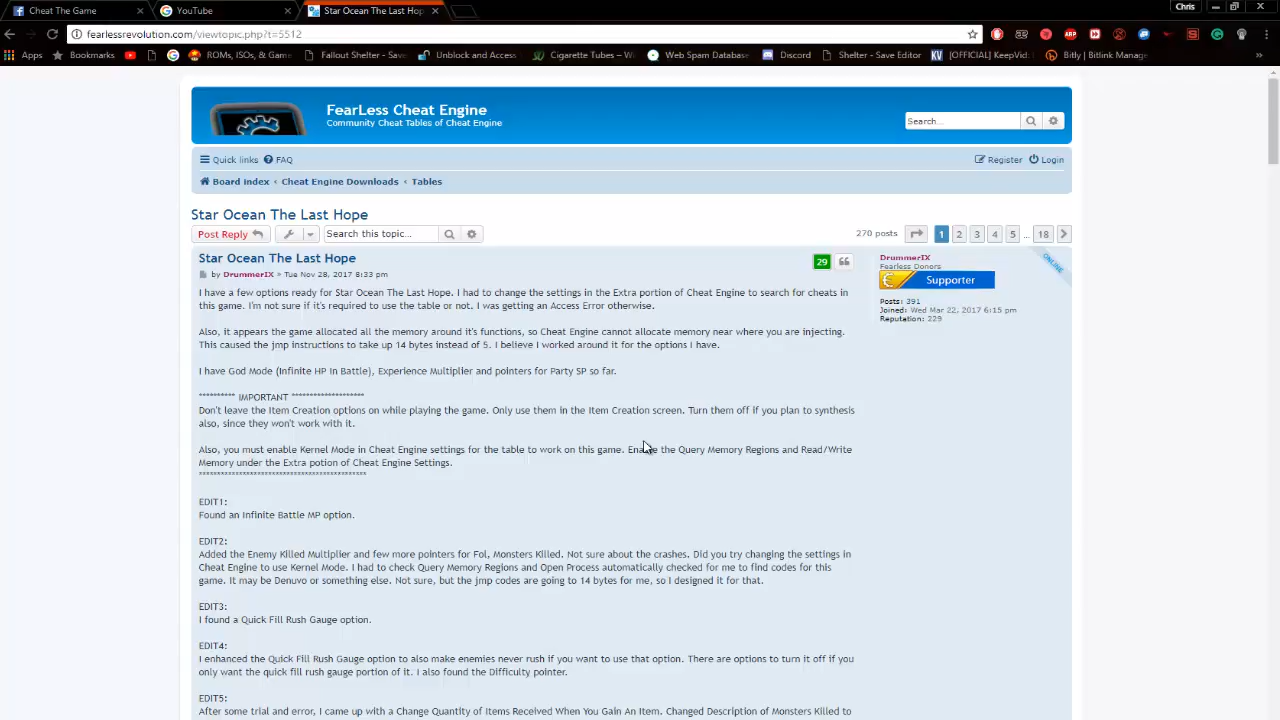 Cheat The Game
YouTube
Star Ocean The Last Hop
Chris
fearlessrevolution.com/viewtopic.php?t=5512
Apps
Bookmarks
ROMs, ISOs, & Game
Fallout Shelter - Save
Unblock and Access
Cigarette Tubes – Wi
Web Spam Database
Discord
Shelter - Save Editor
[OFFICIAL] KeepVid:
Bitly | Bitlink Manage
FearLess Cheat Engine
Community Cheat Tables of Cheat Engine
Search...
Quick links
FAQ
Register
Login
Board index ‹ Cheat Engine Downloads ‹ Tables
Star Ocean The Last Hope
Post Reply
Search this topic...
270 posts
1 2 3 4 5 ... 18
Star Ocean The Last Hope
29
by DrummerIX » Tue Nov 28, 2017 8:33 pm
DrummerIX
Fearless Donors
Supporter
ONLINE
Posts: 391
Joined: Wed Mar 22, 2017 6:15 pm
Reputation: 229
I have a few options ready for Star Ocean The Last Hope. I had to change the settings in the Extra portion of Cheat Engine to search for cheats in
this game. I'm not sure if it's required to use the table or not. I was getting an Access Error otherwise.
Also, it appears the game allocated all the memory around it's functions, so Cheat Engine cannot allocate memory near where you are injecting.
This caused the jmp instructions to take up 14 bytes instead of 5. I believe I worked around it for the options I have.
I have God Mode (Infinite HP In Battle), Experience Multiplier and pointers for Party SP so far.
********** IMPORTANT ********************
Don't leave the Item Creation options on while playing the game. Only use them in the Item Creation screen. Turn them off if you plan to synthesis
also, since they won't work with it.
Also, you must enable Kernel Mode in Cheat Engine settings for the table to work on this game. Enable the Query Memory Regions and Read/Write
Memory under the Extra potion of Cheat Engine Settings.
**********************************************
EDIT1:
Found an Infinite Battle MP option.
EDIT2:
Added the Enemy Killed Multiplier and few more pointers for Fol, Monsters Killed. Not sure about the crashes. Did you try changing the settings in
Cheat Engine to use Kernel Mode. I had to check Query Memory Regions and Open Process automatically checked for me to find codes for this
game. It may be Denuvo or something else. Not sure, but the jmp codes are going to 14 bytes for me, so I designed it for that.
EDIT3:
I found a Quick Fill Rush Gauge option.
EDIT4:
I enhanced the Quick Fill Rush Gauge option to also make enemies never rush if you want to use that option. There are options to turn it off if you
only want the quick fill rush gauge portion of it. I also found the Difficulty pointer.
EDIT5:
After some trial and error, I came up with a Change Quantity of Items Received When You Gain An Item. Changed Description of Monsters Killed to